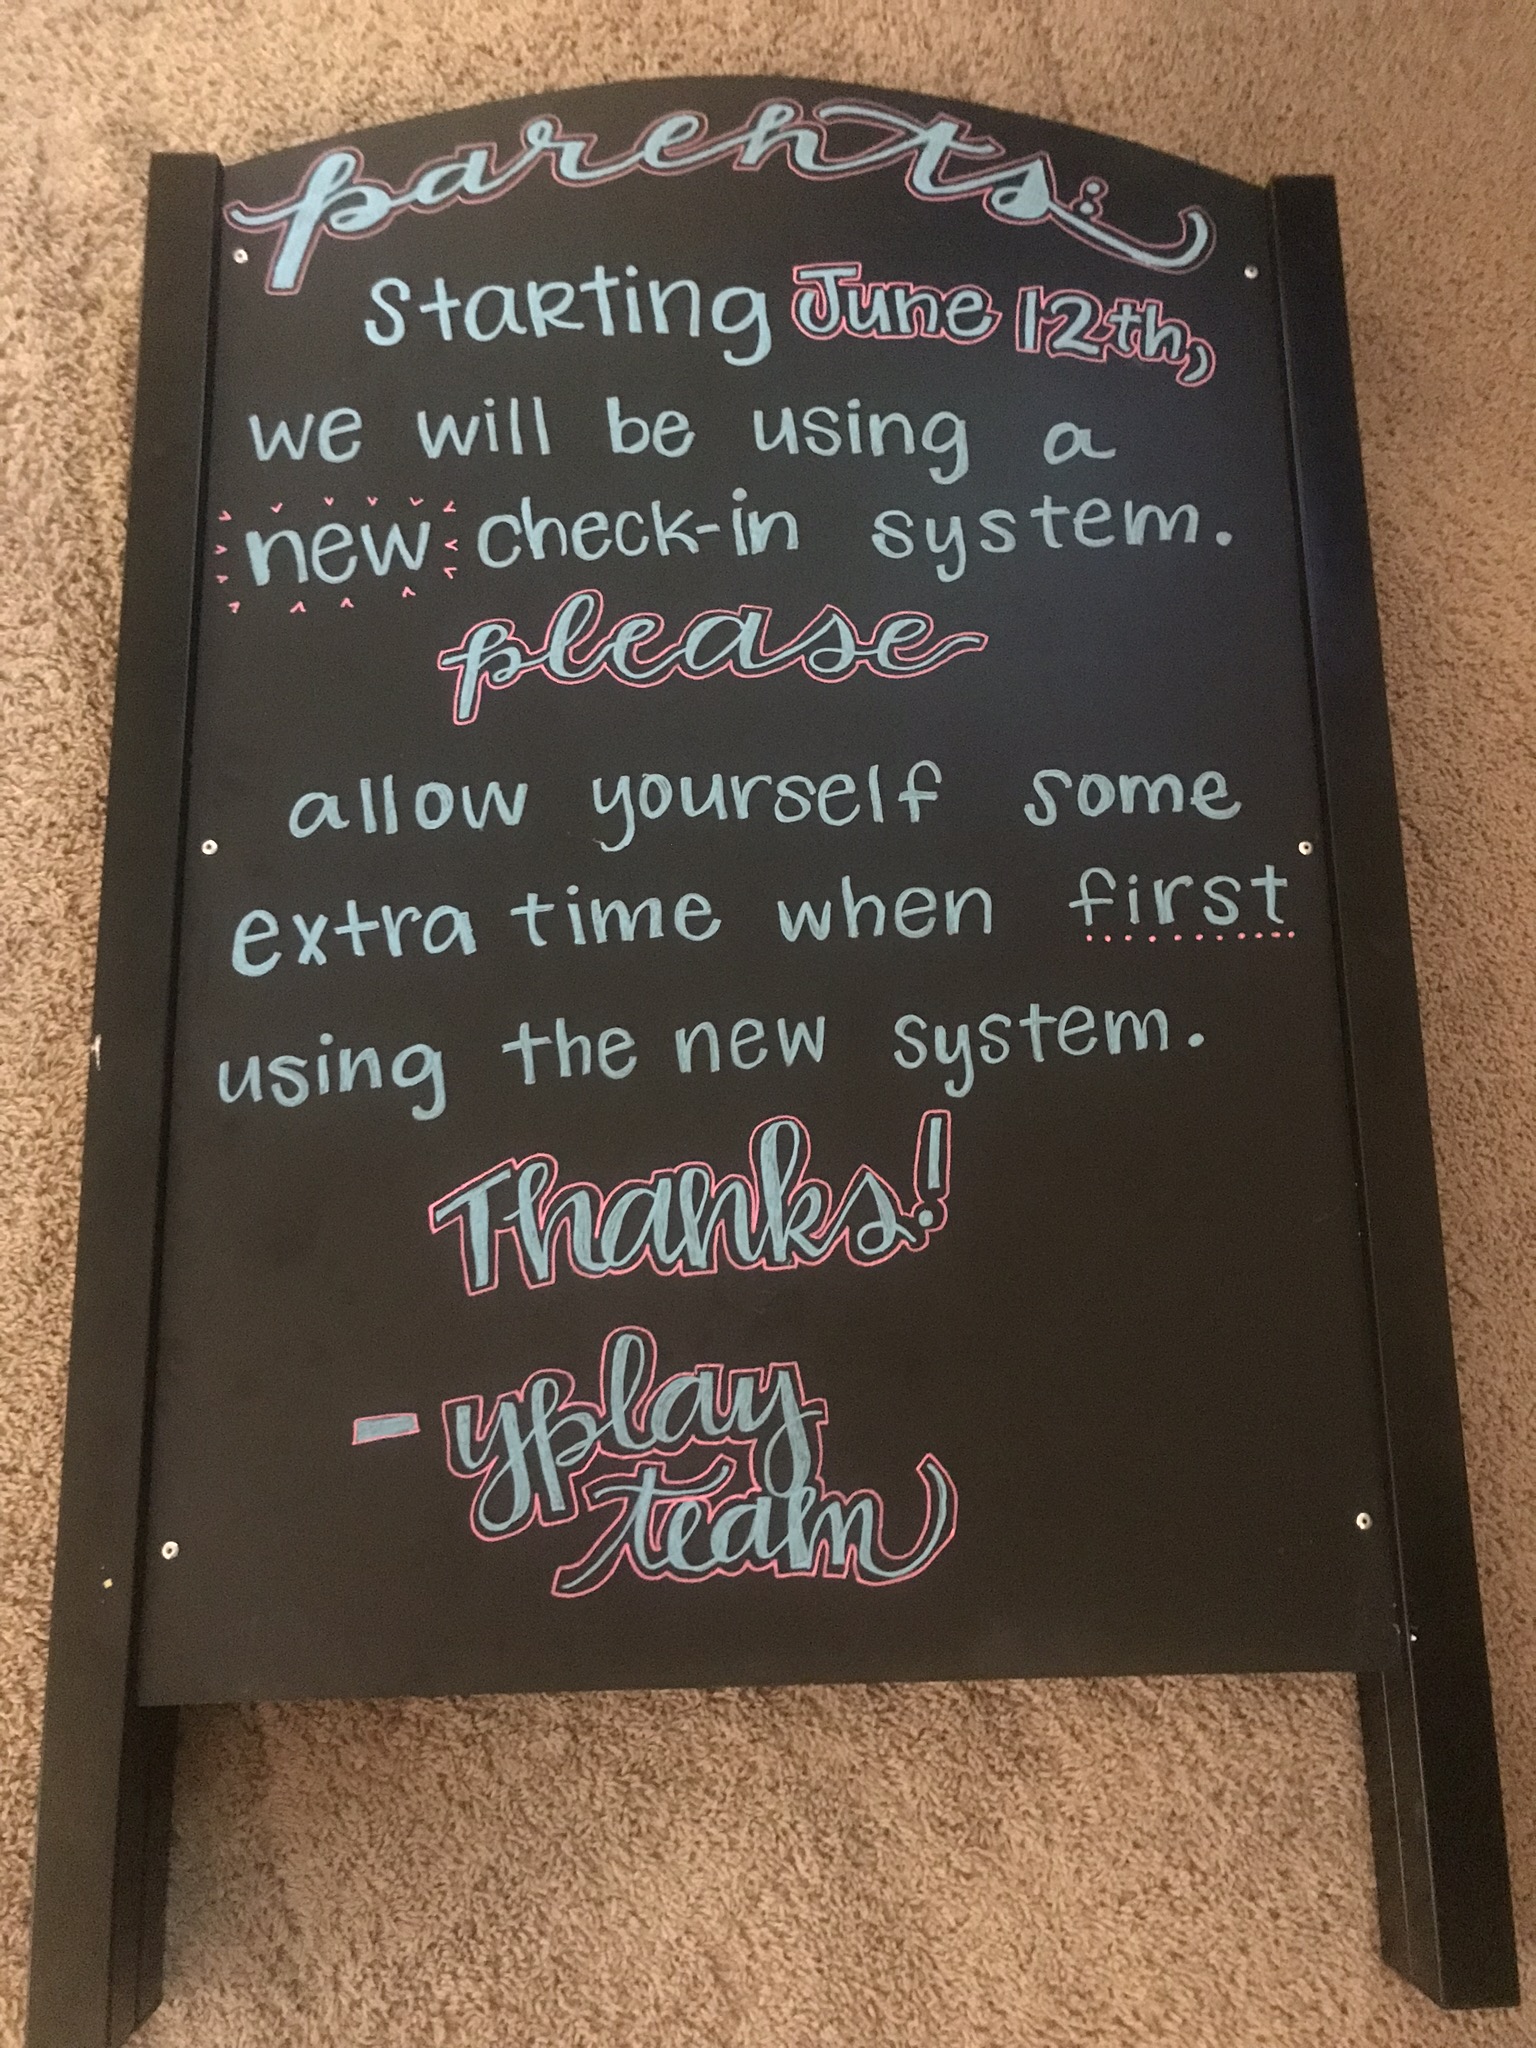 parents:
starting June 12th,
we will be using a
new check-in system.
please
allow yourself some
extra time when first
using the new system.
Thanks!
- yplay
team